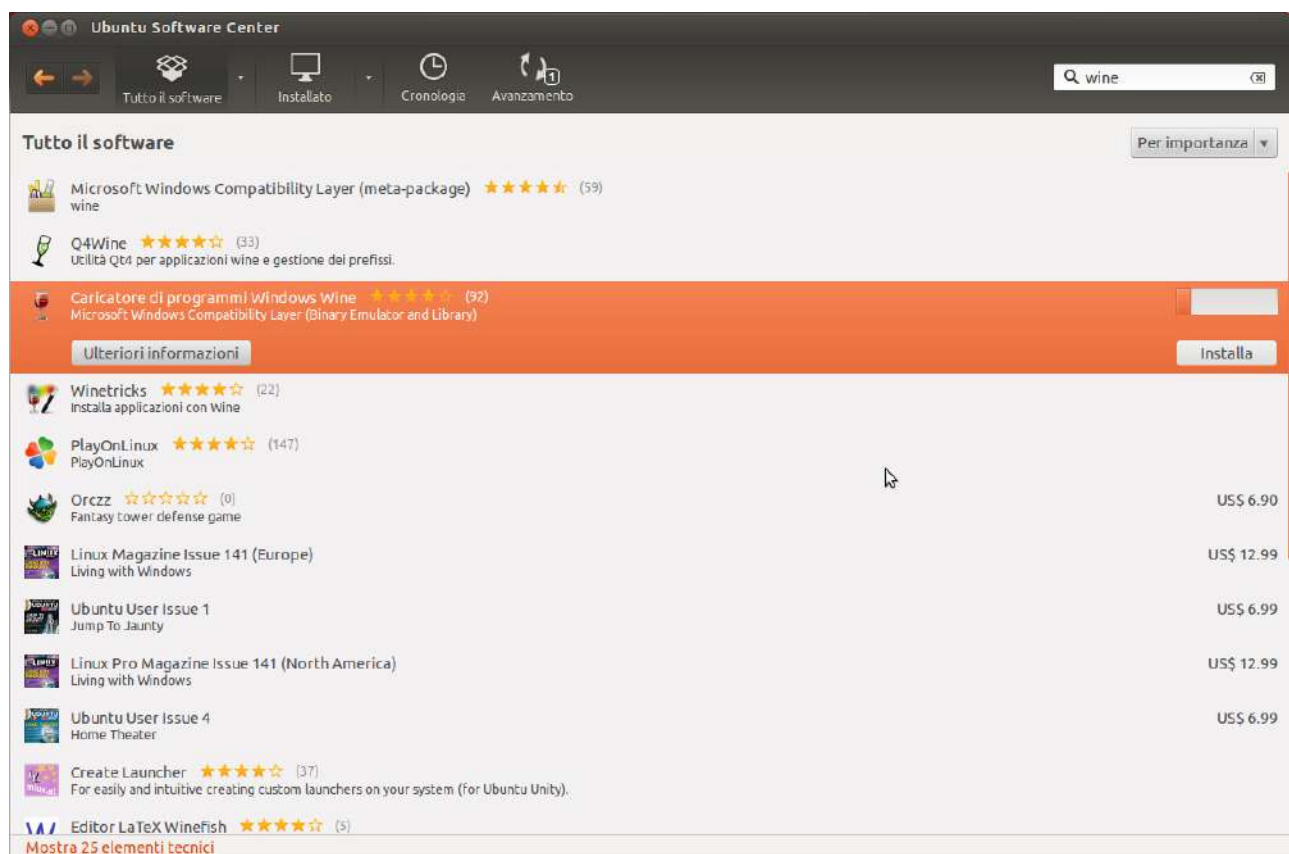 Ubuntu Software Center
Tutto il software
Installato
Cronologia
Avanzamento
1
wine
Tutto il software
Per importanza
Microsoft Windows Compatibility Layer (meta-package) (59)
wine
Q4Wine (33)
Utilità Qt4 per applicazioni wine e gestione dei prefissi.
Caricatore di programmi Windows Wine (92)
Microsoft Windows Compatibility Layer (Binary Emulator and Library)
Ulteriori informazioni
Installa
Winetricks (22)
Installa applicazioni con Wine
PlayOnLinux (147)
PlayOnLinux
Orczz (0)
Fantasy tower defense game
US$ 6.90
Linux Magazine Issue 141 (Europe)
Living with Windows
US$ 12.99
Ubuntu User Issue 1
Jump To Jaunty
US$ 6.99
Linux Pro Magazine Issue 141 (North America)
Living with Windows
US$ 12.99
Ubuntu User Issue 4
Home Theater
US$ 6.99
Create Launcher (37)
For easily and intuitive creating custom launchers on your system (for Ubuntu Unity).
Editor LaTeX Winefish (5)
Mostra 25 elementi tecnici